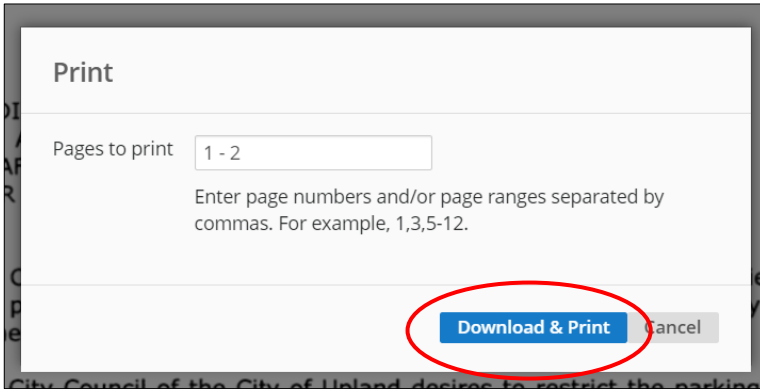 Print
Pages to print 1 - 2
Enter page numbers and/or page ranges separated by
commas. For example, 1,3,5-12.
Download & Print Cancel
City Council of the City of Upland desires to restrict the parking